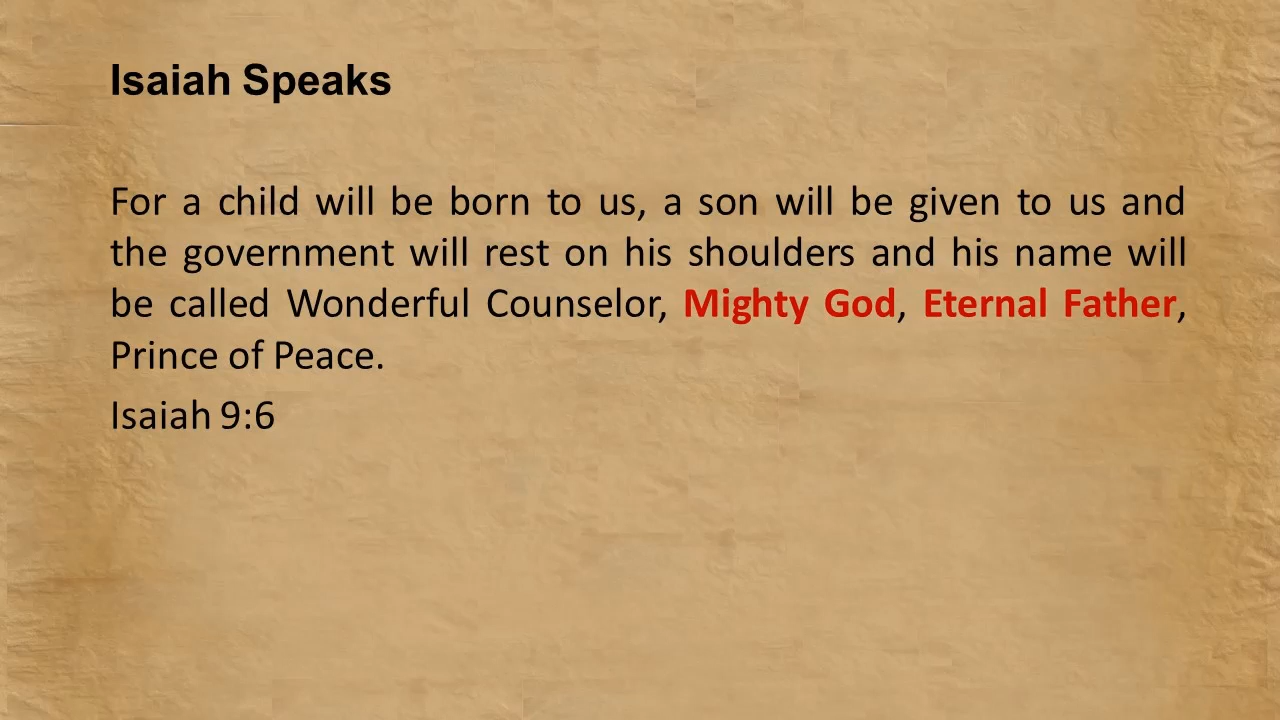 Isaiah Speaks
For a child will be born to us, a son will be given to us and
the government will rest on his shoulders and his name will
be called Wonderful Counselor, Mighty God, Eternal Father,
Prince of Peace.
Isaiah 9:6